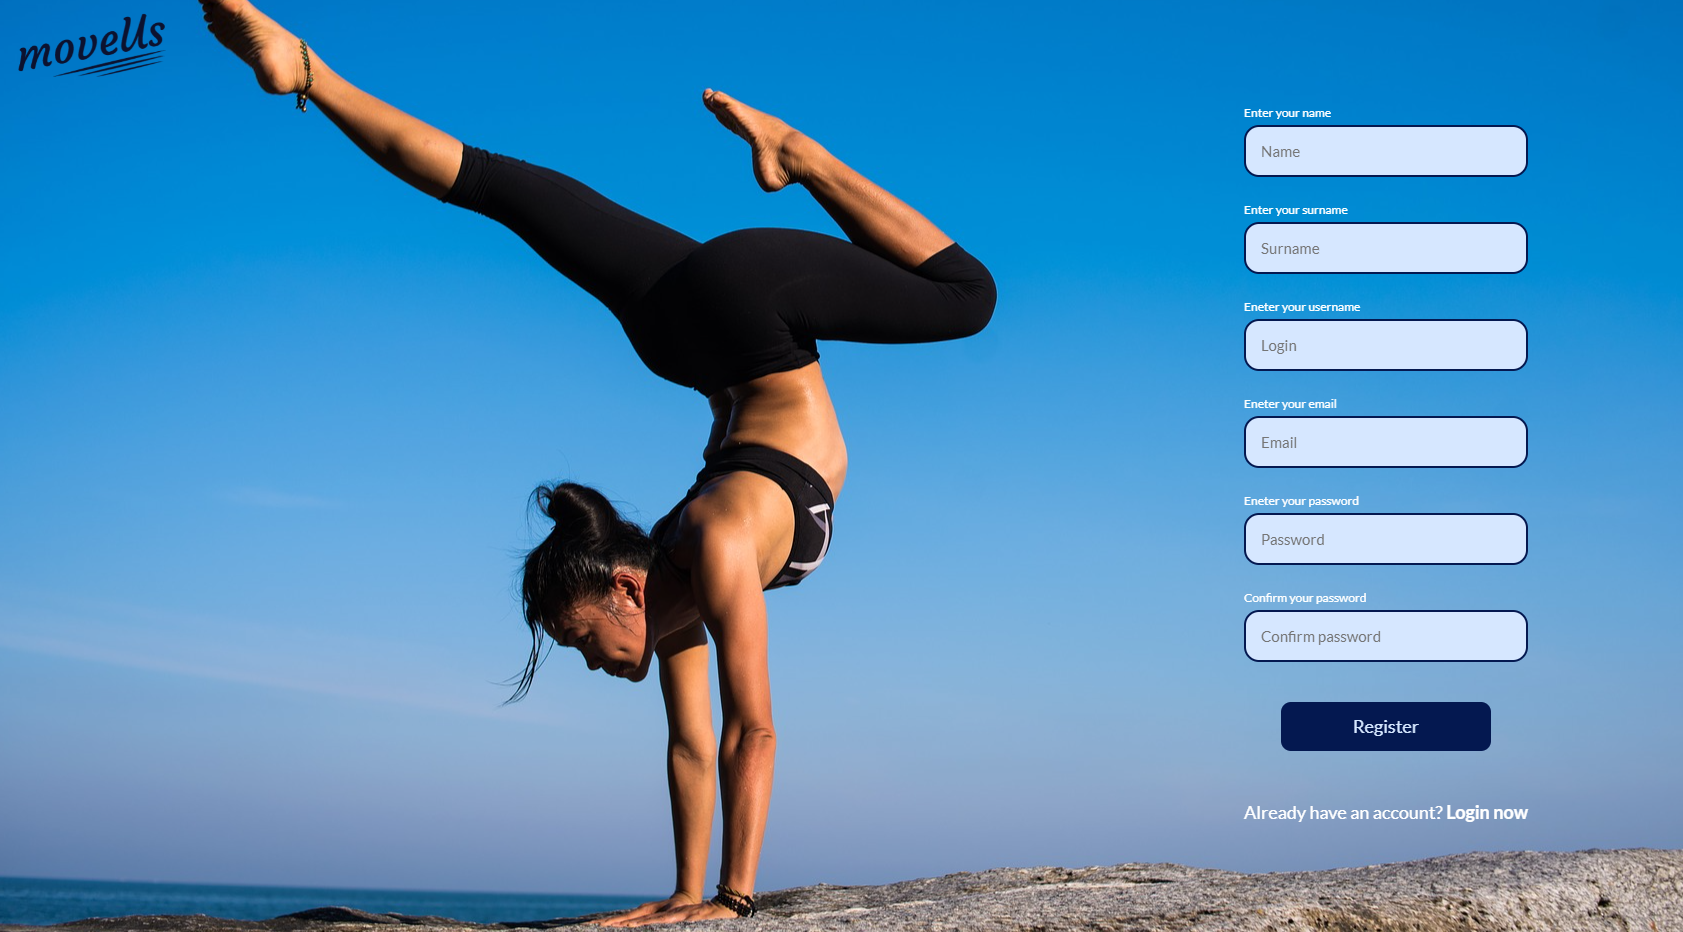 moveUs
Enter your name
Name
Enter your surname
Surname
Eneter your username
Login
Eneter your email
Email
Eneter your password
Password
Confirm your password
Confirm password
Register
Already have an account? Login now